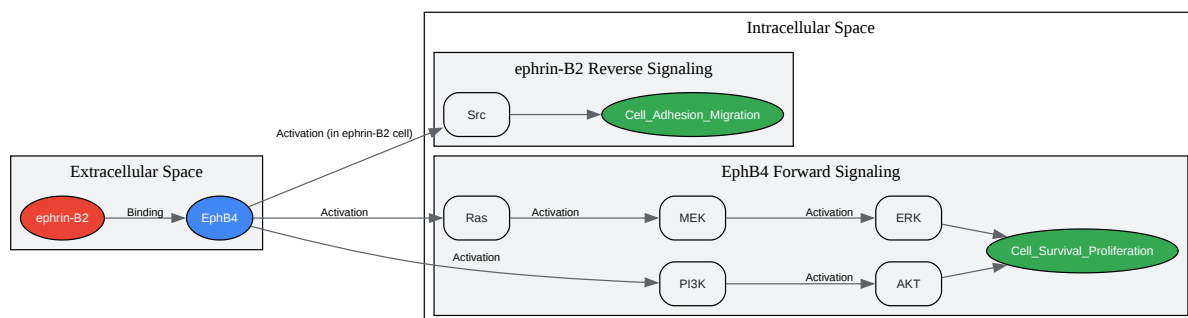 Intracellular Space
ephrin-B2 Reverse Signaling
Src
Cell_Adhesion_Migration
Activation (in ephrin-B2 cell)
Extracellular Space
ephrin-B2
Binding
EphB4
EphB4 Forward Signaling
Activation
Ras
Activation
MEK
Activation
ERK
Cell_Survival_Proliferation
Activation
PI3K
Activation
AKT